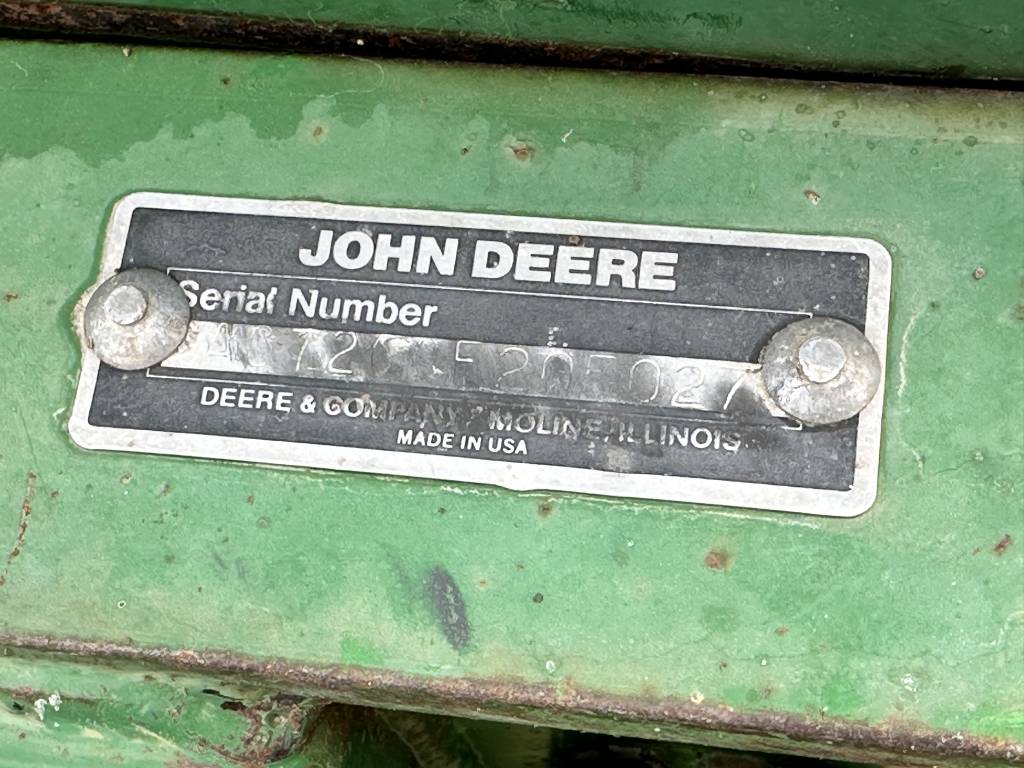 JOHN DEERE
Serial Number
DEERE & COMPANY MOLINE, ILLINOIS
MADE IN USA